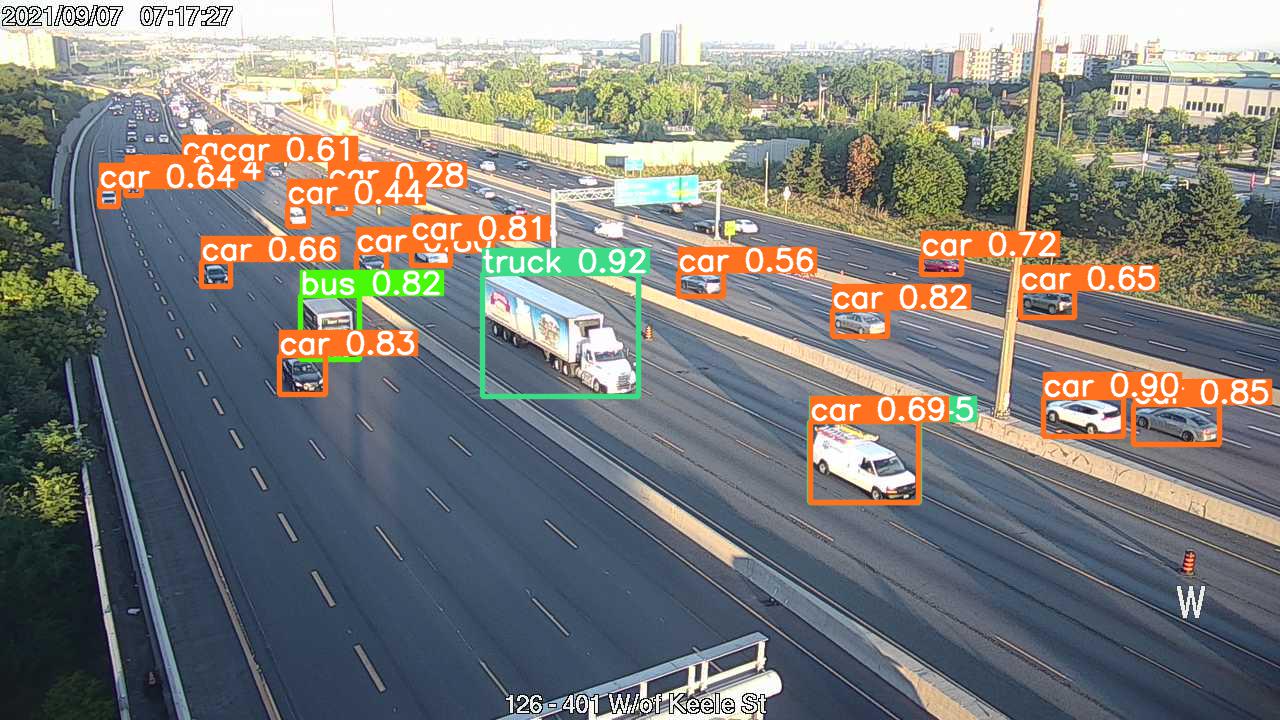 2021/09/07 07:17:27
car 0.61
car 0.64
4
0.28
car 0.44
car 0.81
car
car 0.66
truck 0.92
car 0.56
car 0.72
bus 0.82
car 0.65
car 0.82
car 0.83
car 0.90
0.85
car 0.69
5
W
126 - 401 W/of Keele St